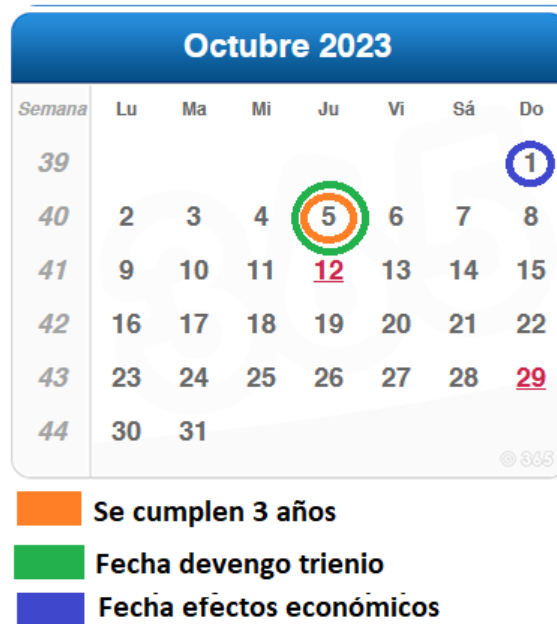 Octubre 2023
Semana Lu Ma Mi Ju Vi Sá Do
39 1
40 2 3 4 5 6 7 8
41 9 10 11 12 13 14 15
42 16 17 18 19 20 21 22
43 23 24 25 26 27 28 29
44 30 31
© 365
Se cumplen 3 años
Fecha devengo trienio
Fecha efectos económicos